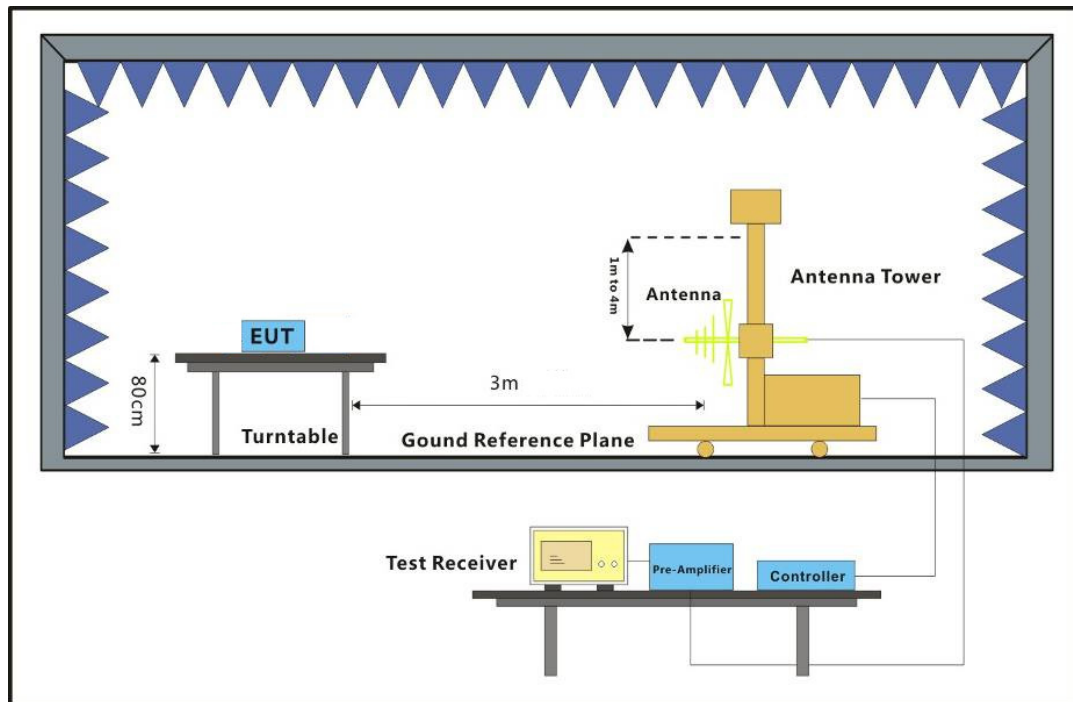 1m to 4m
Antenna
Antenna Tower
EUT
80cm
3m
Turntable
Gound Reference Plane
Test Receiver
Pre-Amplifier
Controller